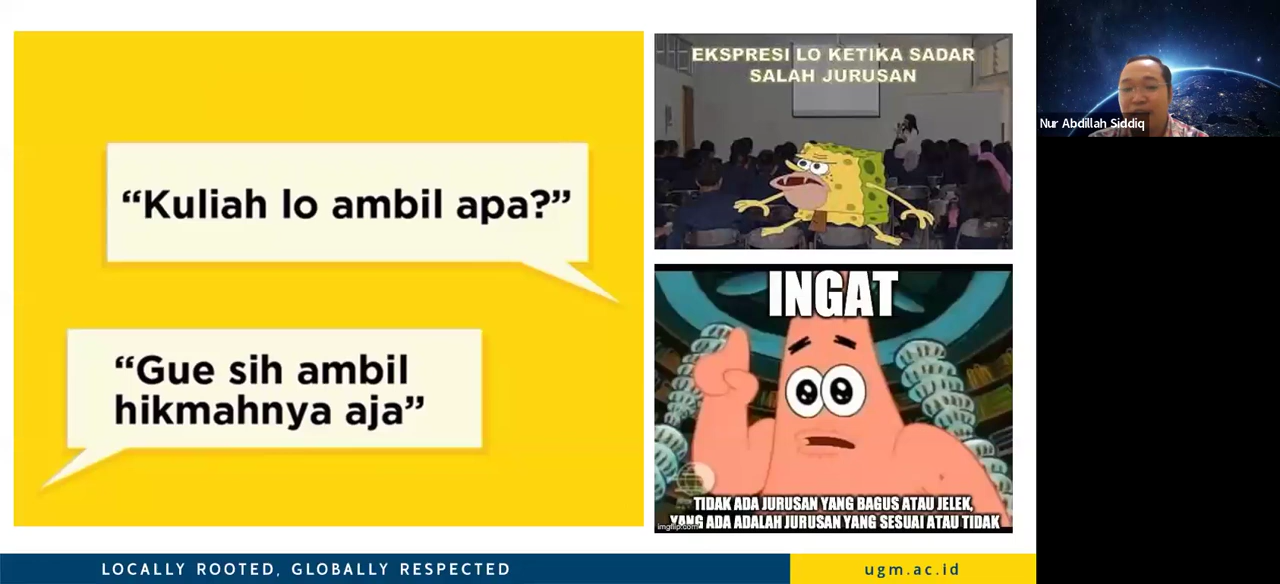 “Kuliah lo ambil apa?”
“Gue sih ambil
hikmahnya aja”
EKSPRESI LO KETIKA SADAR
SALAH JURUSAN
INGAT
TIDAK ADA JURUSAN YANG BAGUS ATAU JELEK,
YANG ADA ADALAH JURUSAN YANG SESUAI ATAU TIDAK
imgflip.com
Nur Abdillah Siddiq
LOCALLY ROOTED, GLOBALLY RESPECTED
ugm.ac.id